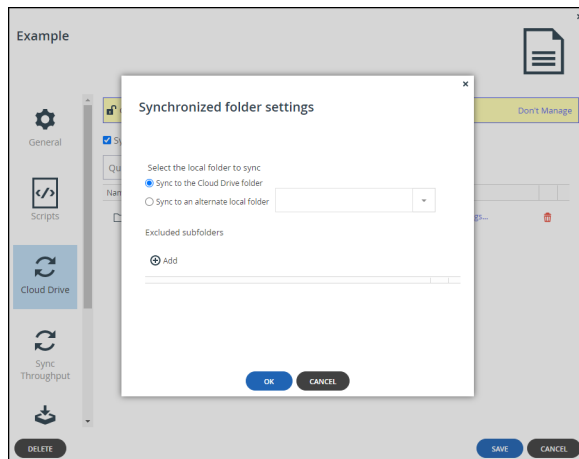 Example
General
Scripts
Cloud Drive
Sync
Throughput
Don't Manage
Synchronized folder settings
Select the local folder to sync
Sync to the Cloud Drive folder
Sync to an alternate local folder
Excluded subfolders
Add
OK
CANCEL
DELETE
SAVE
CANCEL